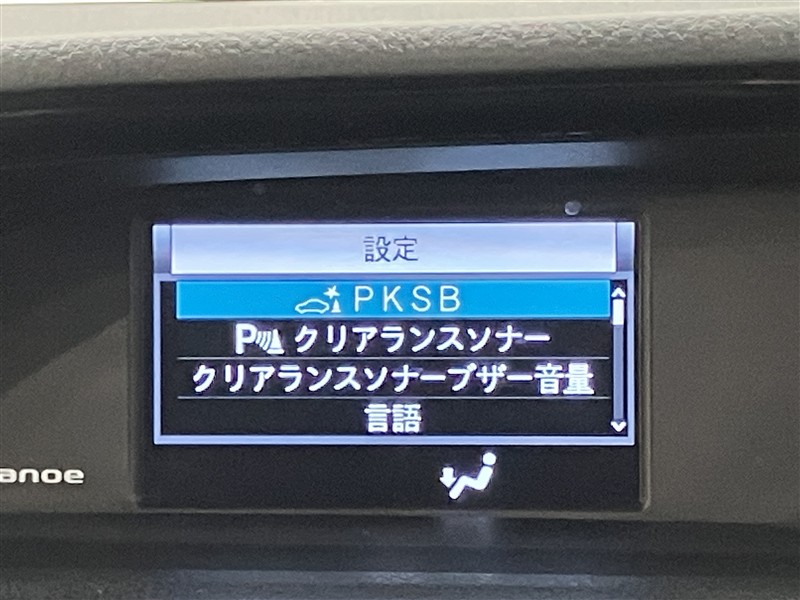 設定
PKSB
P クリアランスソナー
クリアランスソナーブザー音量
言語
anoe